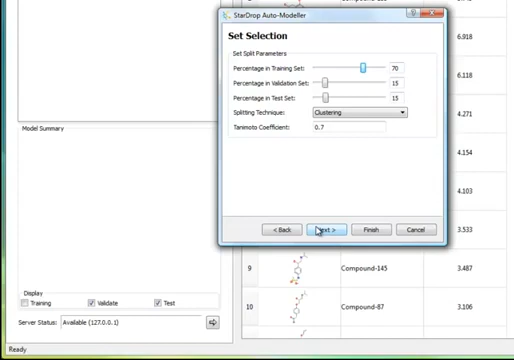 StarDrop Auto-Modeller
Set Selection
Set Split Parameters
Percentage in Training Set: 70
Percentage in Validation Set: 15
Percentage in Test Set: 15
Splitting Technique: Clustering
Tanimoto Coefficient: 0.7
< Back
Next >
Finish
Cancel
6.918
6.118
4.271
4.154
4.103
3.533
9 Compound-145 3.487
10 Compound-87 3.106
Model Summary
Display
Training Validate Test
Server Status: Available (127.0.0.1)
Ready